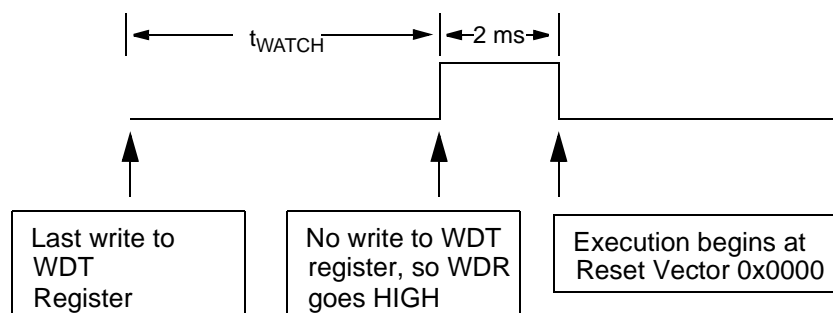 tWATCH
2 ms
Last write to
WDT
Register
No write to WDT
register, so WDR
goes HIGH
Execution begins at
Reset Vector 0x0000